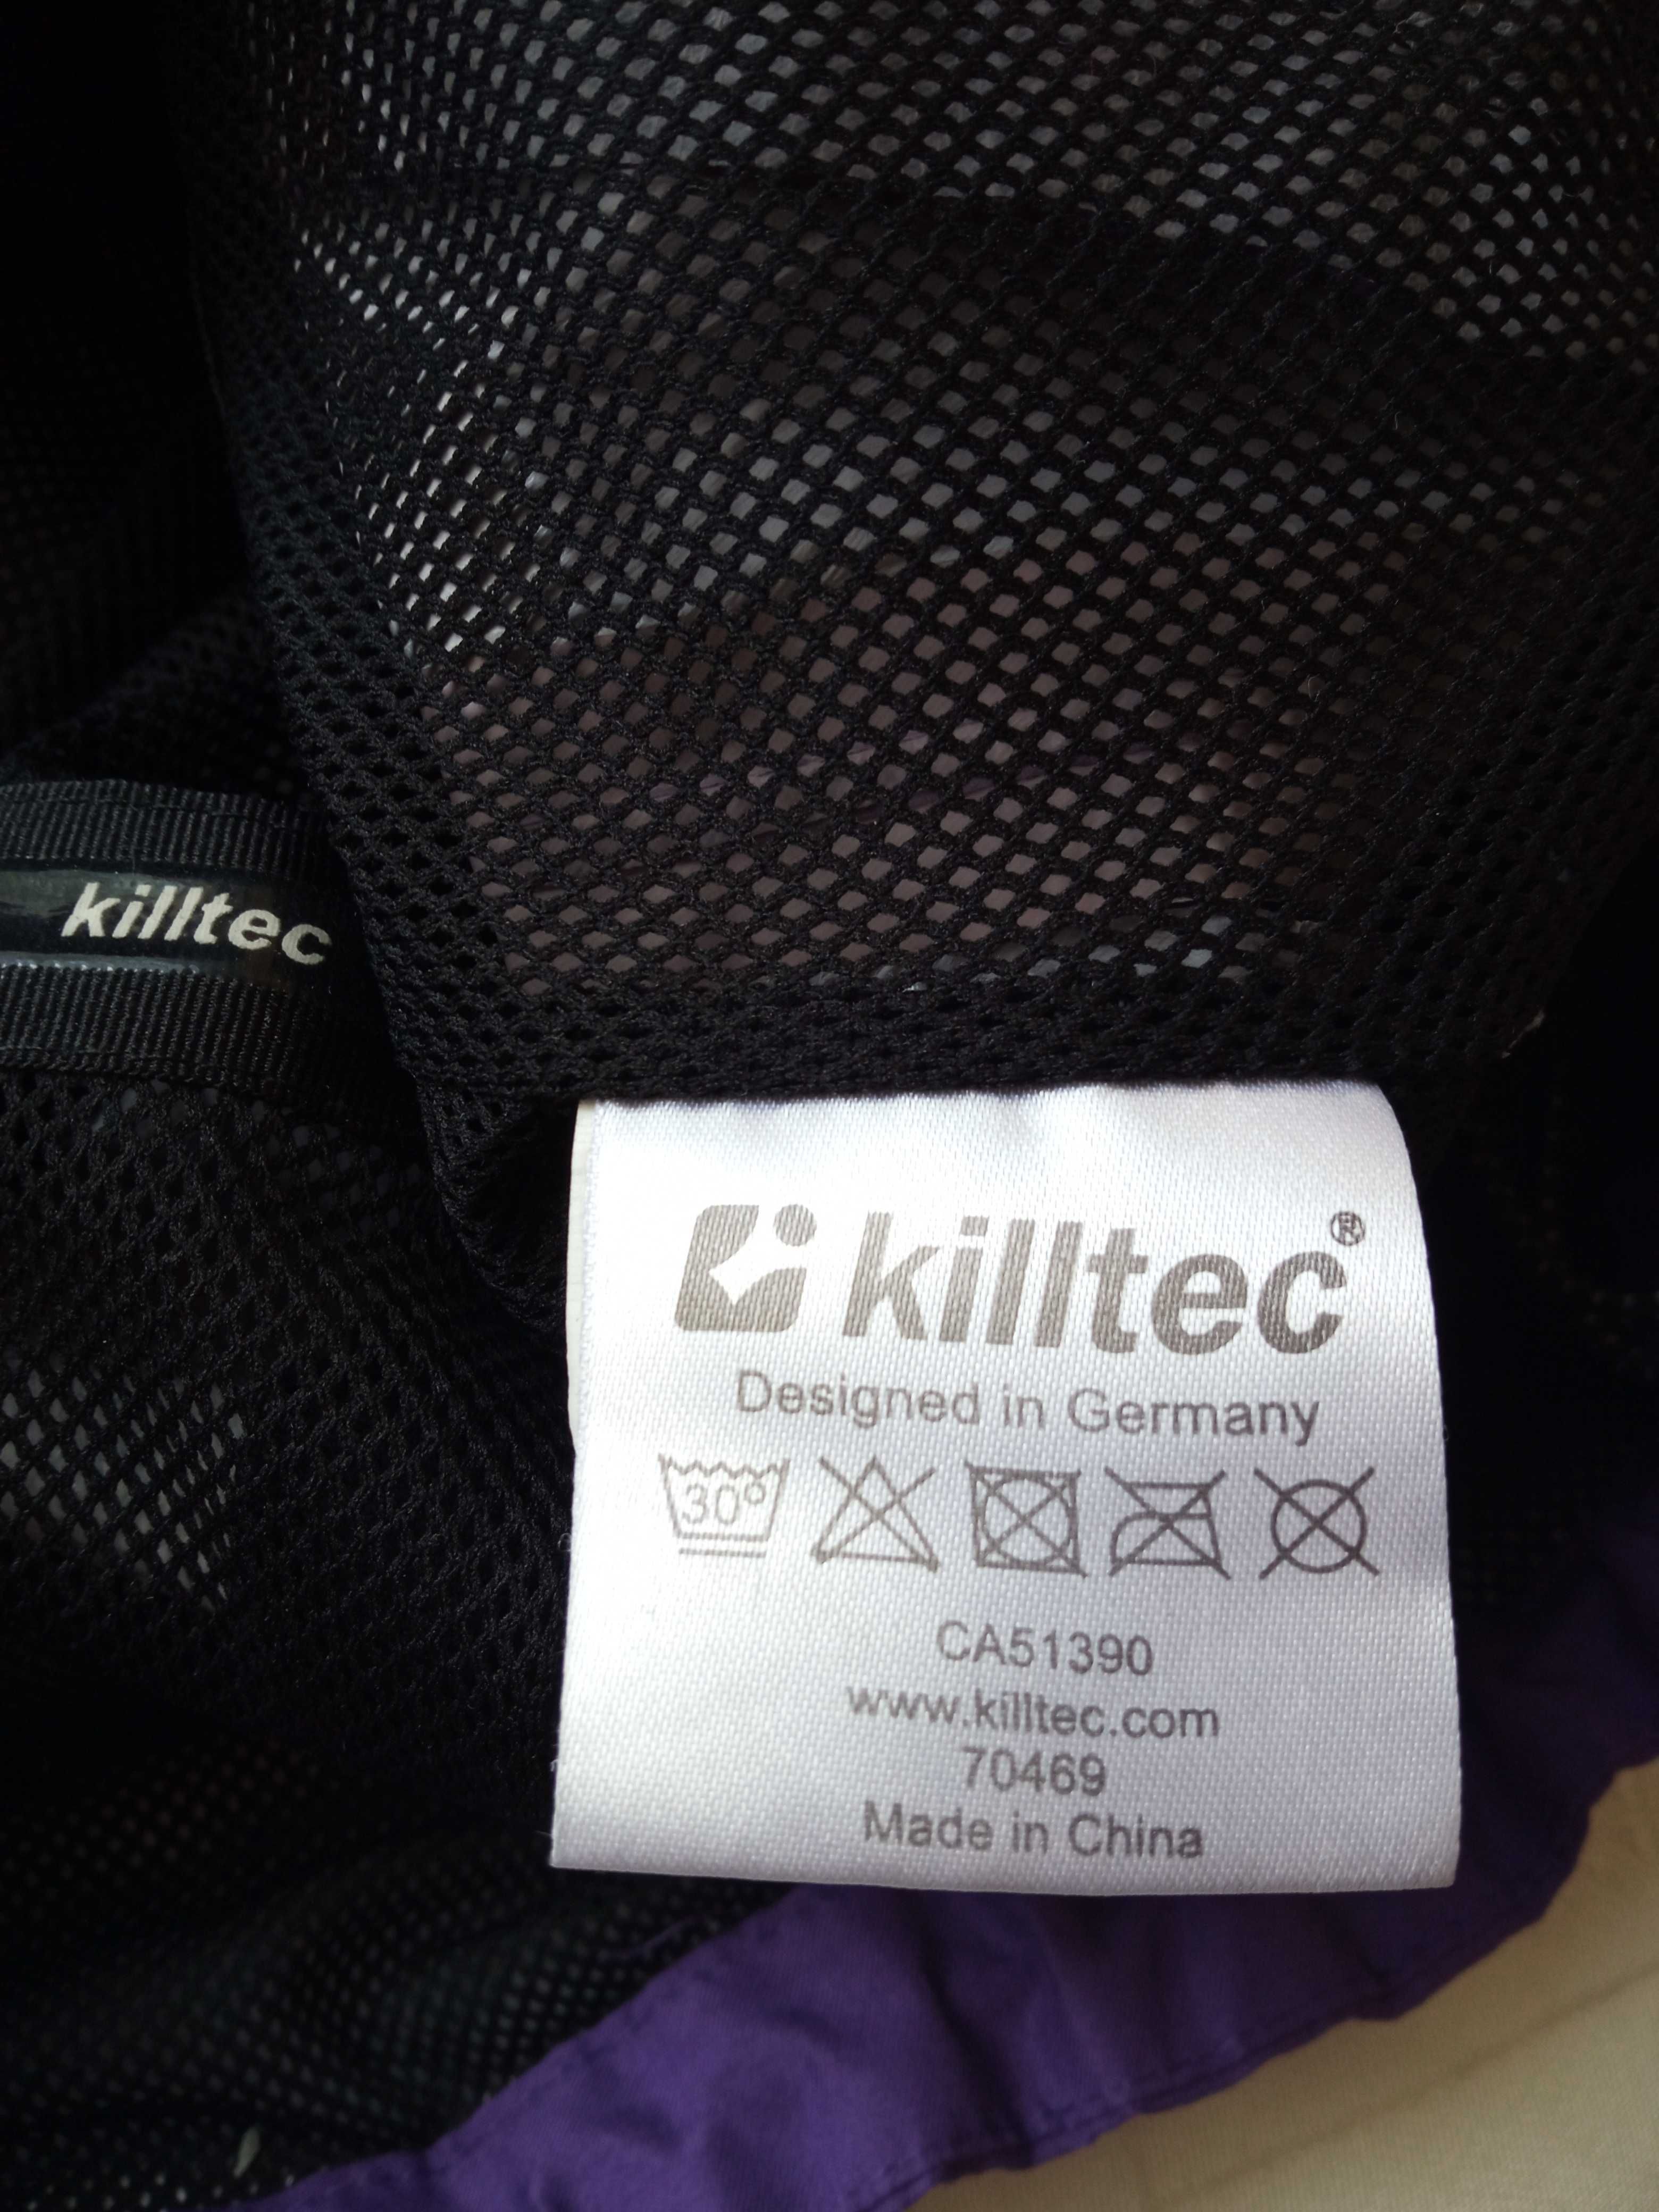 killtec
killtec®
Designed in Germany
30°
CA51390
www.killtec.com
70469
Made in China